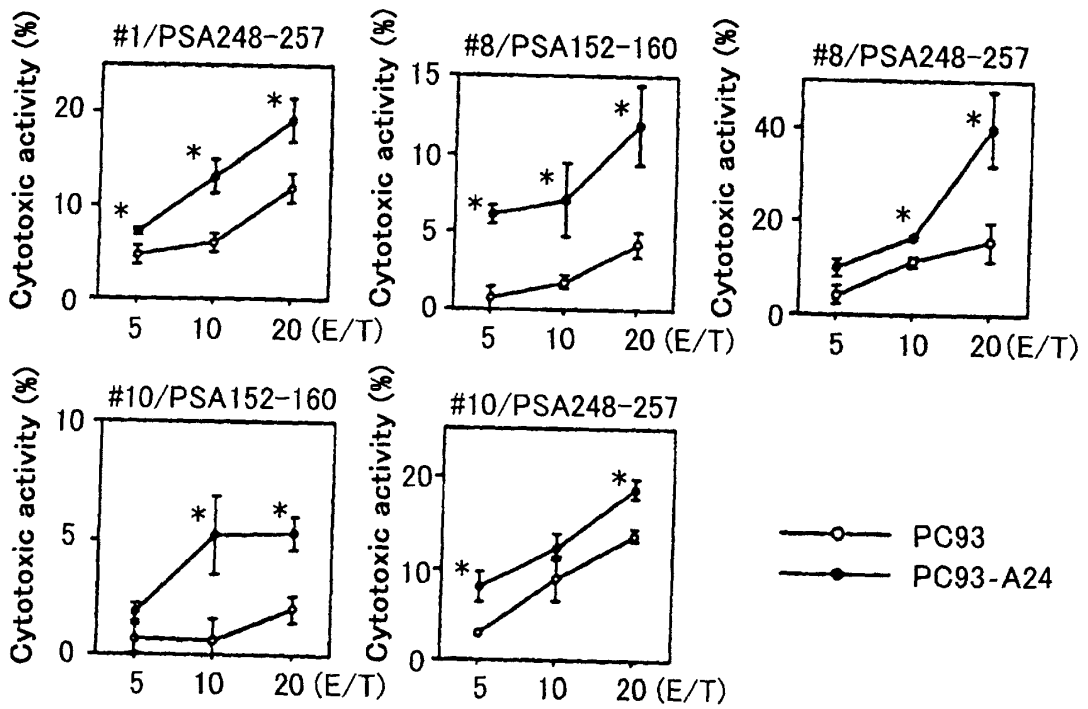 #1/PSA248-257
Cytotoxic activity (%)
20
10
0
*
*
*
5 10 20 (E/T)
#8/PSA152-160
Cytotoxic activity (%)
15
10
5
0
*
*
*
5 10 20 (E/T)
#8/PSA248-257
Cytotoxic activity (%)
40
20
0
*
*
5 10 20 (E/T)
#10/PSA152-160
Cytotoxic activity (%)
10
5
0
*
*
5 10 20 (E/T)
#10/PSA248-257
Cytotoxic activity (%)
20
10
0
*
*
5 10 20 (E/T)
PC93
PC93-A24